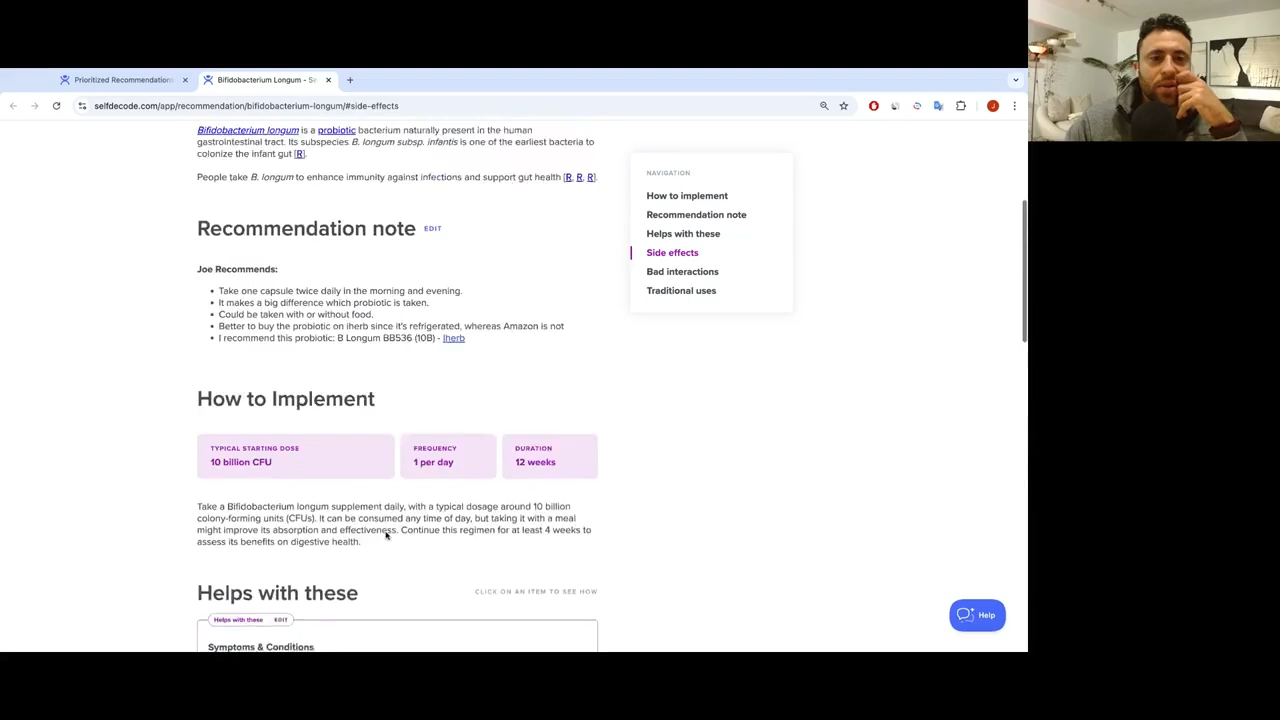 Prioritized Recommendations
Bifidobacterium Longum - Se
selfdecode.com/app/recommendation/bifidobacterium-longum/#side-effects
J
Bifidobacterium longum is a probiotic bacterium naturally present in the human
gastrointestinal tract. Its subspecies B. longum subsp. infantis is one of the earliest bacteria to
colonize the infant gut [R].
People take B. longum to enhance immunity against infections and support gut health [R, R, R].
Recommendation note EDIT
Joe Recommends:
• Take one capsule twice daily in the morning and evening.
• It makes a big difference which probiotic is taken.
• Could be taken with or without food.
• Better to buy the probiotic on iherb since it's refrigerated, whereas Amazon is not
• I recommend this probiotic: B Longum BB536 (10B) - Iherb
How to Implement
TYPICAL STARTING DOSE
10 billion CFU
FREQUENCY
1 per day
DURATION
12 weeks
Take a Bifidobacterium longum supplement daily, with a typical dosage around 10 billion
colony-forming units (CFUs). It can be consumed any time of day, but taking it with a meal
might improve its absorption and effectiveness. Continue this regimen for at least 4 weeks to
assess its benefits on digestive health.
Helps with these
CLICK ON AN ITEM TO SEE HOW
Helps with these EDIT
Symptoms & Conditions
NAVIGATION
How to implement
Recommendation note
Helps with these
Side effects
Bad interactions
Traditional uses
Help